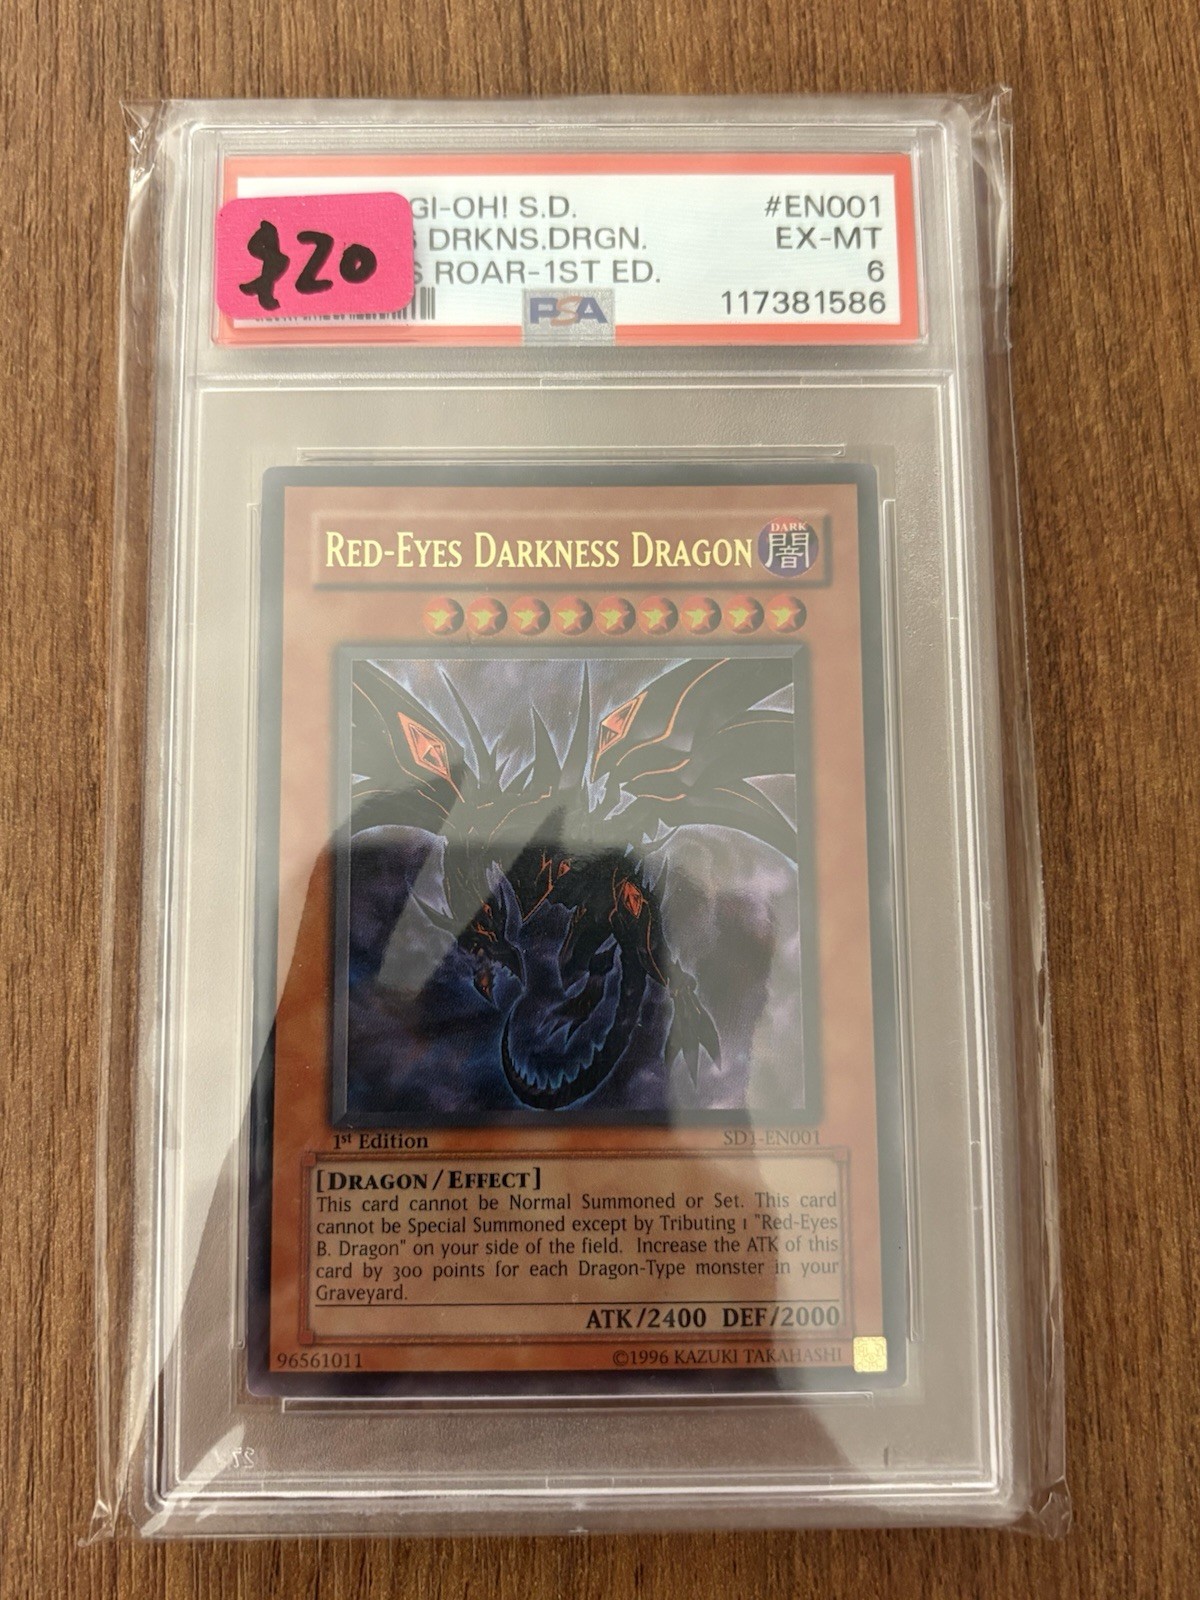 $20
GI-OH! S.D.
#EN001
DRKNS.DRGN.
EX-MT
S ROAR-1ST ED.
6
PSA
117381586
RED-EYES DARKNESS DRAGON
DARK
闇
1st Edition
SD1-EN001
[DRAGON/EFFECT]
This card cannot be Normal Summoned or Set. This card
cannot be Special Summoned except by Tributing 1 "Red-Eyes
B. Dragon" on your side of the field. Increase the ATK of this
card by 300 points for each Dragon-Type monster in your
Graveyard.
ATK/2400 DEF/2000
96561011
©1996 KAZUKI TAKAHASHI